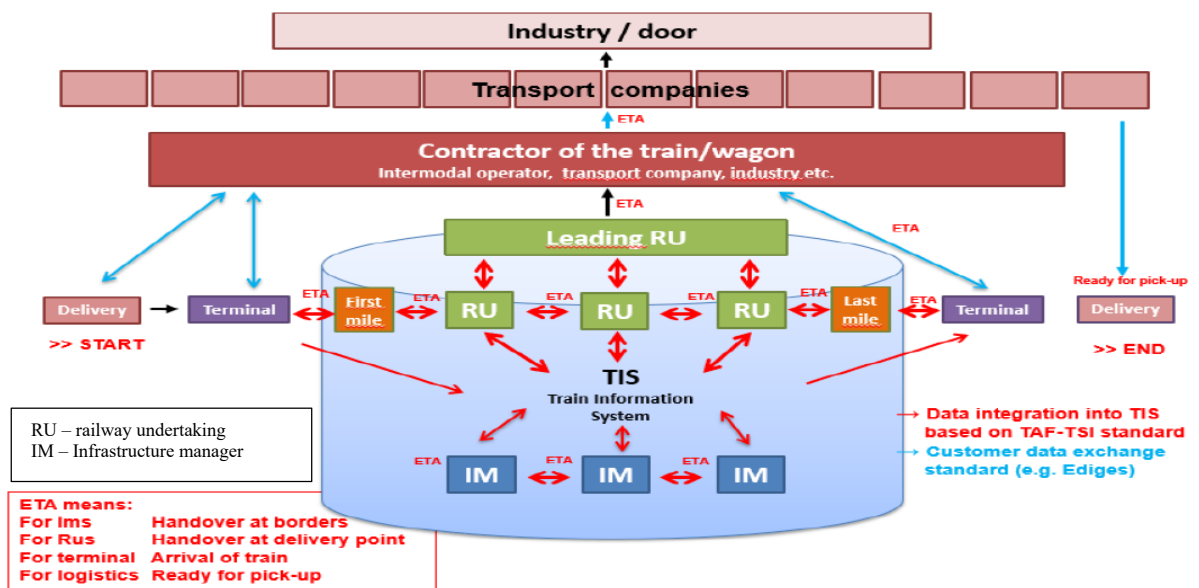 Industry / door
Transport companies
ETA
Contractor of the train/wagon
Intermodal operator, transport company, industry etc.
ETA
ETA
Leading RU
Ready for pick-up
Delivery
Terminal
ETA
First
mile
ETA
RU
ETA
RU
ETA
RU
ETA
Last
mile
ETA
Terminal
Delivery
>> START
>> END
TIS
Train Information
System
RU – railway undertaking
IM – Infrastructure manager
→ Data integration into TIS
based on TAF-TSI standard
→ Customer data exchange
standard (e.g. Ediges)
ETA
IM
ETA
IM
ETA
IM
ETA means:
For Ims Handover at borders
For Rus Handover at delivery point
For terminal Arrival of train
For logistics Ready for pick-up